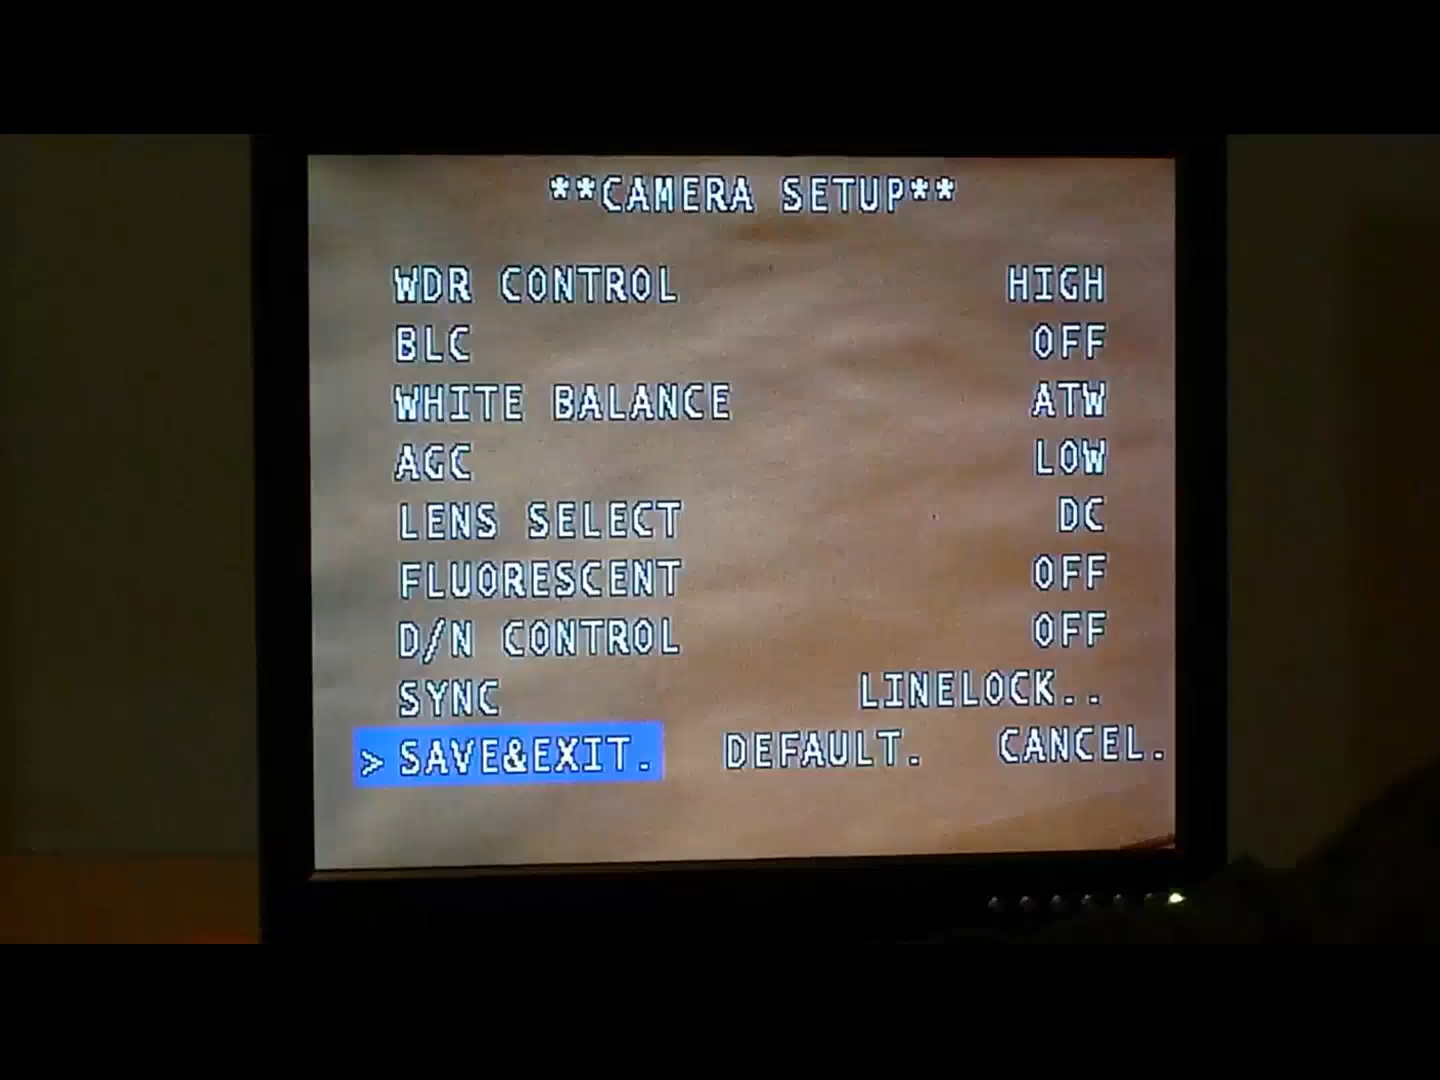 **CAMERA SETUP**
WDR CONTROL HIGH
BLC OFF
WHITE BALANCE ATW
AGC LOW
LENS SELECT DC
FLUORESCENT OFF
D/N CONTROL OFF
SYNC LINELOCK..
> SAVE&EXIT. DEFAULT. CANCEL.